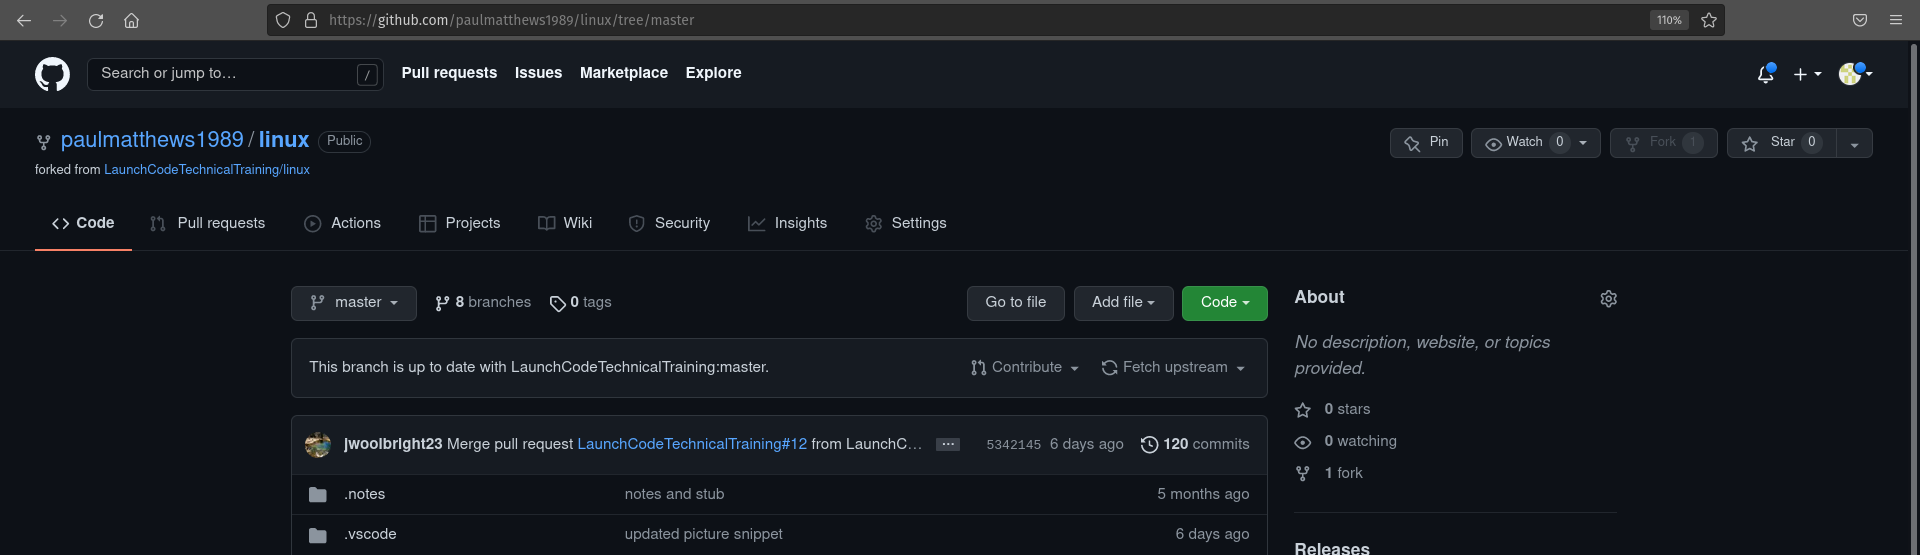 https://github.com/paulmatthews1989/linux/tree/master 110%
Search or jump to… / Pull requests Issues Marketplace Explore
paulmatthews1989 / linux Public Pin Watch 0 Fork 1 Star 0
forked from LaunchCodeTechnicalTraining/linux
Code Pull requests Actions Projects Wiki Security Insights Settings
master 8 branches 0 tags Go to file Add file Code About
No description, website, or topics
provided.
This branch is up to date with LaunchCodeTechnicalTraining:master. Contribute Fetch upstream
0 stars
0 watching
1 fork
jwoolbright23 Merge pull request LaunchCodeTechnicalTraining#12 from LaunchC… ... 5342145 6 days ago 120 commits
.notes notes and stub 5 months ago
.vscode updated picture snippet 6 days ago
Releases